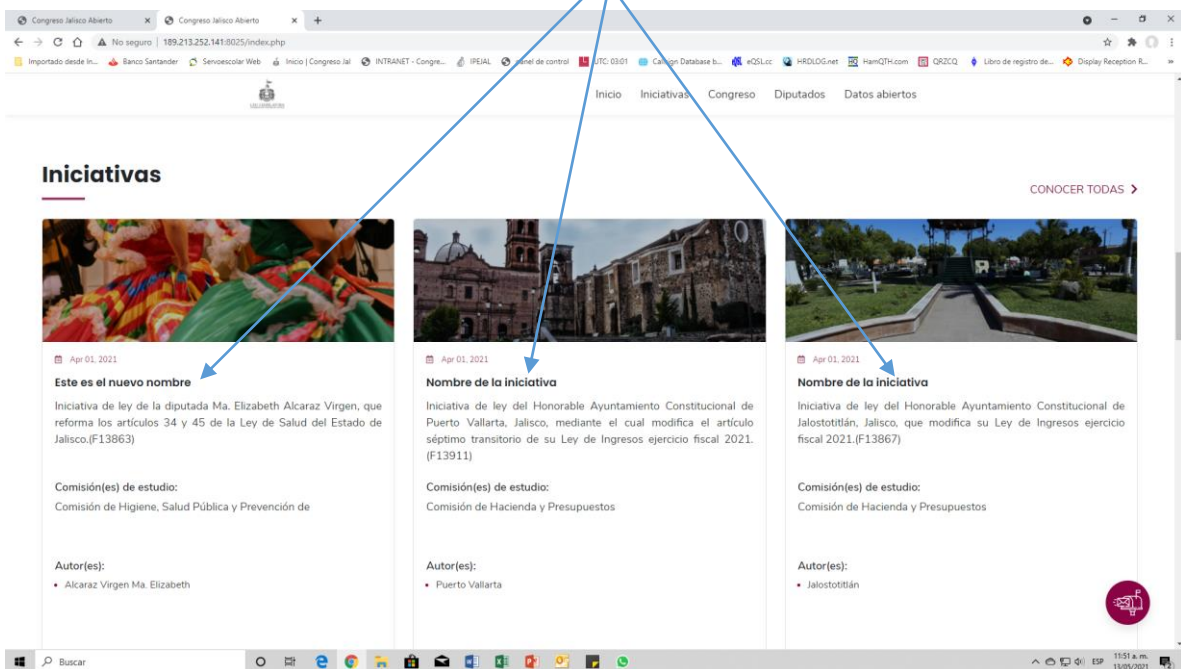 Congreso Jalisco Abierto
Congreso Jalisco Abierto
No seguro | 189.213.252.141:8025/index.php
Importado desde In... Banco Santander Servoescolar Web Inicio | Congreso Jal INTRANET - Congre... IPEJAL panel de control UTC: 03:01 Callsign Database b... eQSL.cc HRDLOG.net HamQTH.com QRZCQ Libro de registro de... Display Reception R... »
Inicio Iniciativas Congreso Diputados Datos abiertos
Iniciativas
CONOCER TODAS
Apr 01, 2021
Este es el nuevo nombre
Iniciativa de ley de la diputada Ma. Elizabeth Alcaraz Virgen, que
reforma los artículos 34 y 45 de la Ley de Salud del Estado de
Jalisco.(F13863)
Comisión(es) de estudio:
Comisión de Higiene, Salud Pública y Prevención de
Autor(es):
• Alcaraz Virgen Ma. Elizabeth
Apr 01, 2021
Nombre de la iniciativa
Iniciativa de ley del Honorable Ayuntamiento Constitucional de
Puerto Vallarta, Jalisco, mediante el cual modifica el artículo
séptimo transitorio de su Ley de Ingresos ejercicio fiscal 2021.
(F13911)
Comisión(es) de estudio:
Comisión de Hacienda y Presupuestos
Autor(es):
• Puerto Vallarta
Apr 01, 2021
Nombre de la iniciativa
Iniciativa de ley del Honorable Ayuntamiento Constitucional de
Jalostotitlán, Jalisco, que modifica su Ley de Ingresos ejercicio
fiscal 2021.(F13867)
Comisión(es) de estudio:
Comisión de Hacienda y Presupuestos
Autor(es):
• Jalostotitlán
Buscar
ESP
11:51 a. m.
13/05/2021